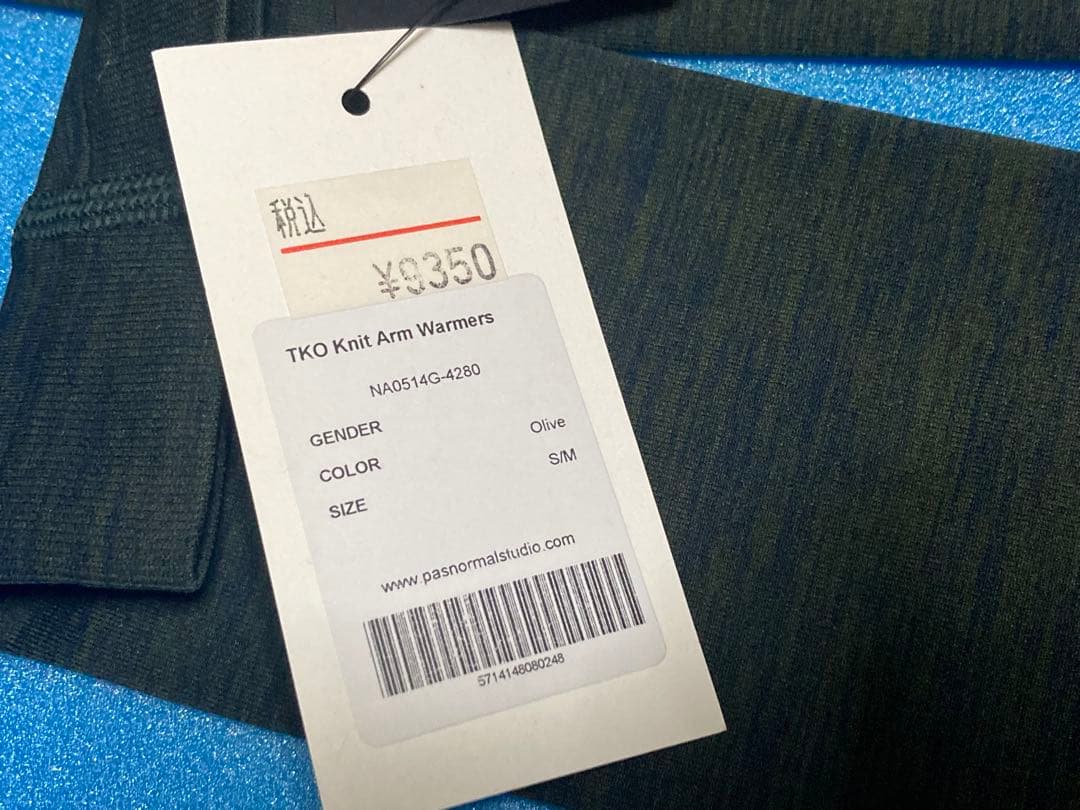 税込
¥9350
TKO Knit Arm Warmers
NA0514G-4280
GENDER
Olive
COLOR
S/M
SIZE
www.pasnormalstudio.com
5714148080248